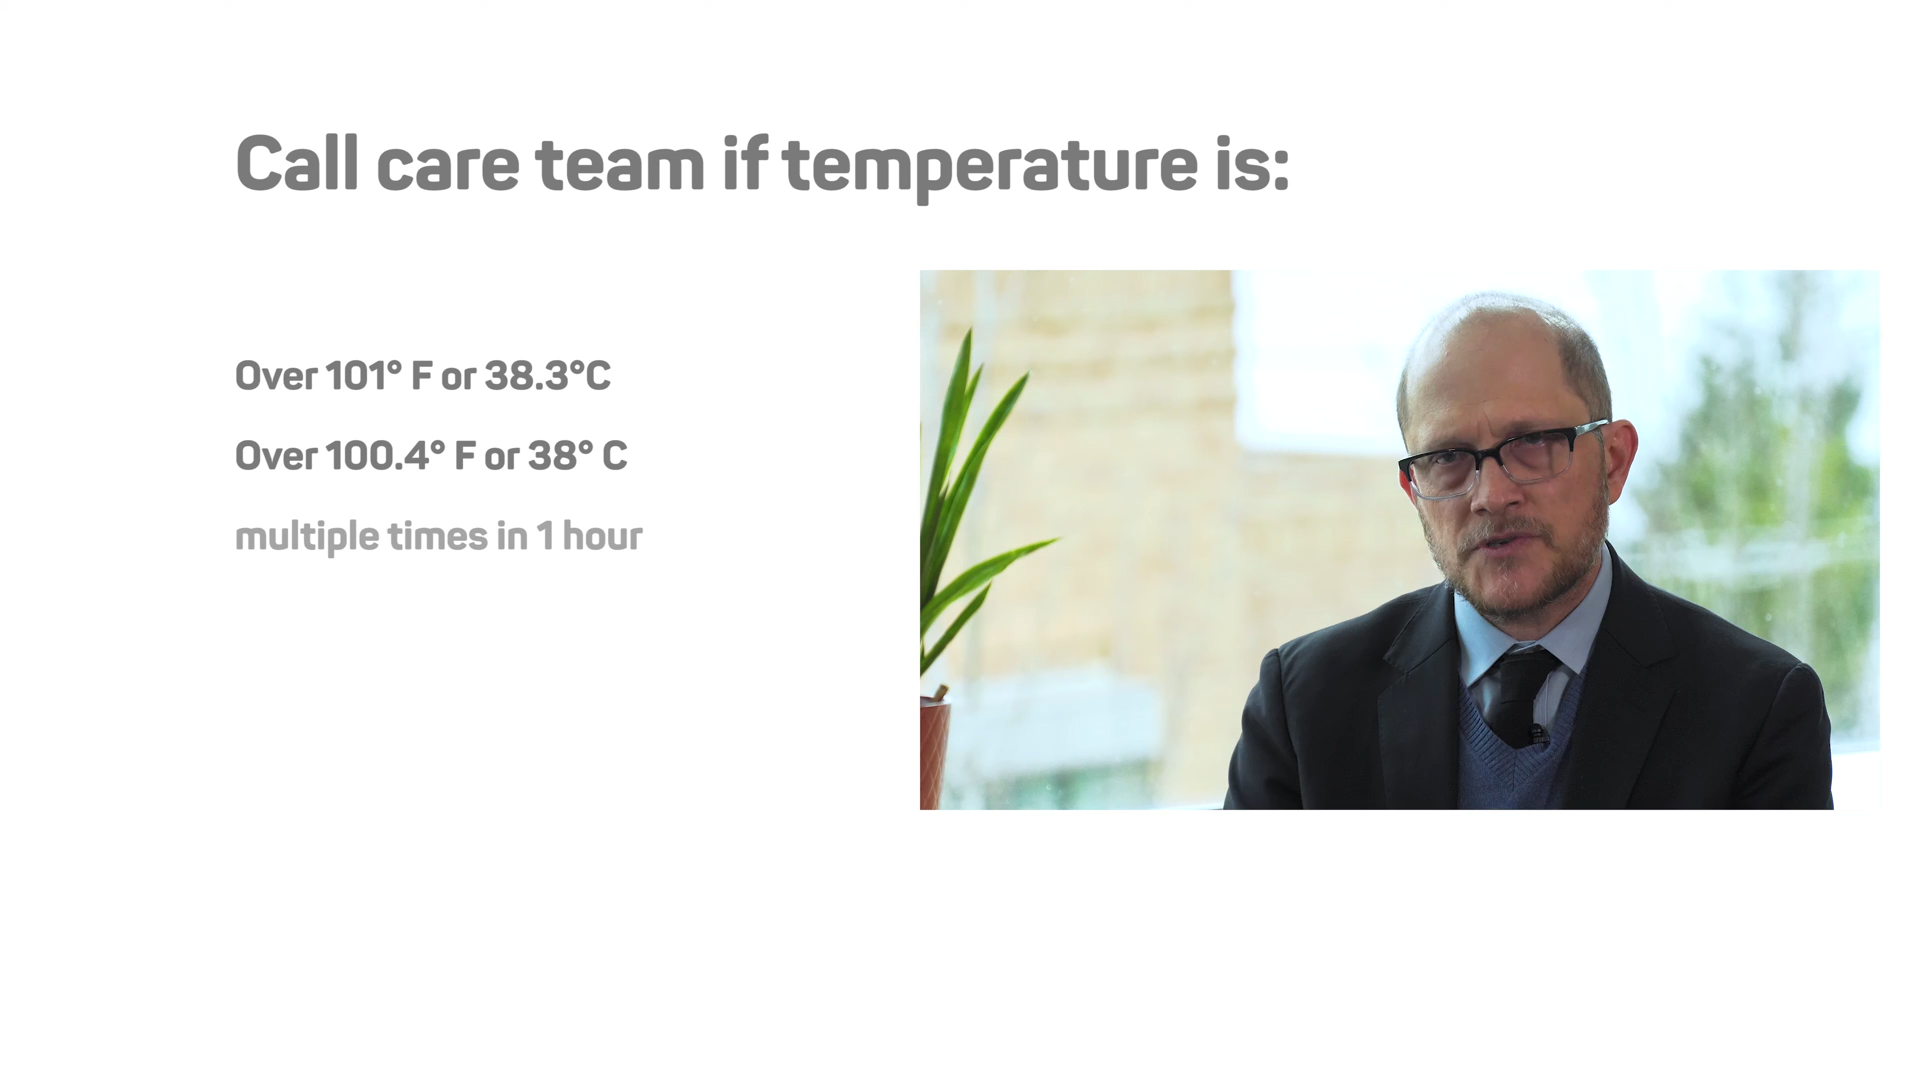 Call care team if temperature is:
Over 101° F or 38.3°C
Over 100.4° F or 38° C
multiple times in 1 hour